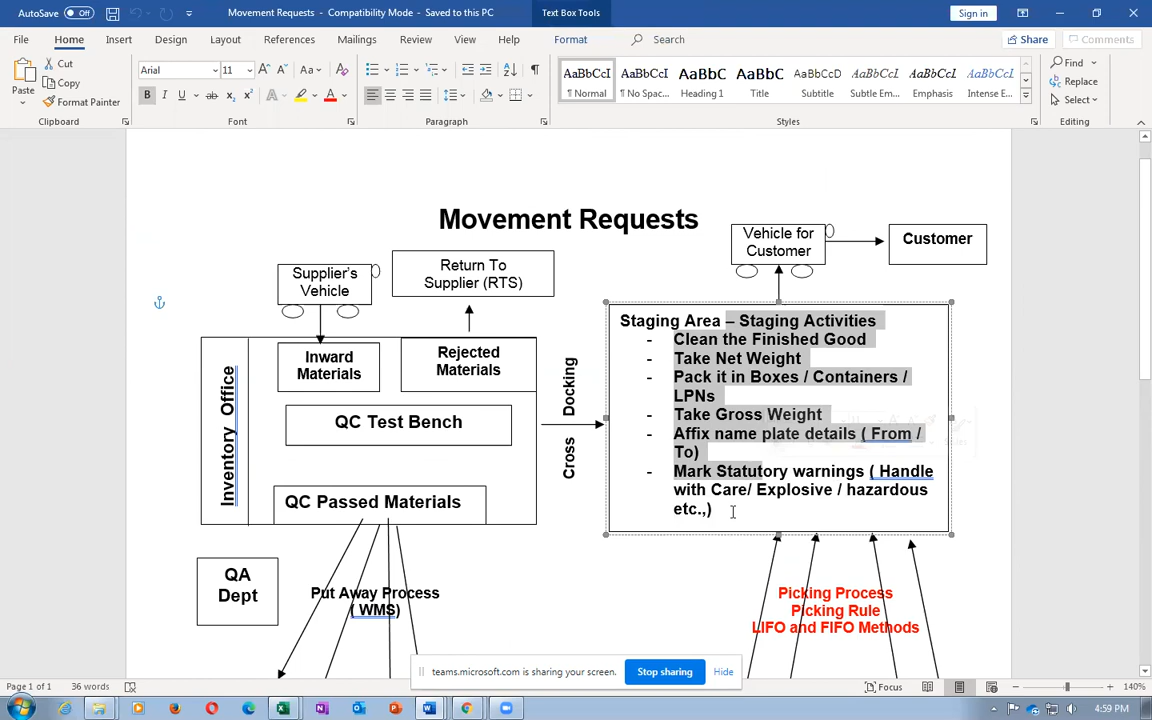 AutoSave Off
Movement Requests - Compatibility Mode - Saved to this PC
Text Box Tools
Sign in
File Home Insert Design Layout References Mailings Review View Help Format Search
Share Comments
Paste
Cut
Copy
Format Painter
Clipboard
Arial 11
Font
Paragraph
AaBbCcI AaBbCcI AaBbC AaBbC AaBbCcD AaBbCcI AaBbCcI AaBbCcI
¶ Normal ¶ No Spac... Heading 1 Title Subtitle Subtle Em... Emphasis Intense E...
Styles
Find
Replace
Select
Editing
Movement Requests
Supplier's
Vehicle
Return To
Supplier (RTS)
Vehicle for
Customer
Customer
Inventory Office
Inward
Materials
Rejected
Materials
QC Test Bench
QC Passed Materials
Cross Docking
Staging Area – Staging Activities
- Clean the Finished Good
- Take Net Weight
- Pack it in Boxes / Containers /
LPNs
- Take Gross Weight
- Affix name plate details ( From /
To)
- Mark Statutory warnings ( Handle
with Care/ Explosive / hazardous
etc.,)
QA
Dept
Put Away Process
( WMS)
Picking Process
Picking Rule
LIFO and FIFO Methods
teams.microsoft.com is sharing your screen. Stop sharing Hide
Page 1 of 1 36 words
Focus
140%
4:59 PM